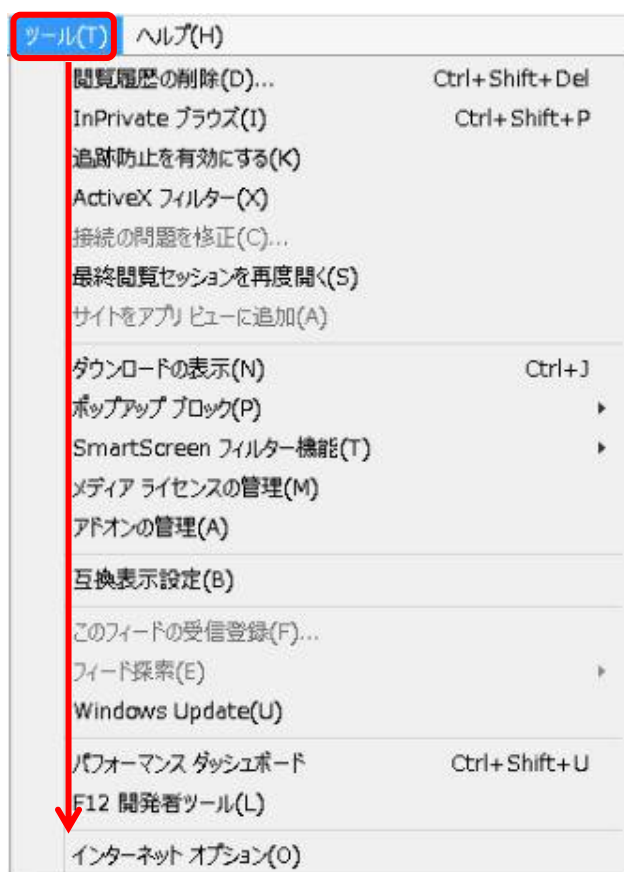 ツール(T) ヘルプ(H)
閲覧履歴の削除(D)... Ctrl+Shift+Del
InPrivate ブラウズ(I) Ctrl+Shift+P
追跡防止を有効にする(K)
ActiveX フィルター(X)
接続の問題を修正(C)...
最終閲覧セッションを再度開く(S)
サイトをアプリ ビューに追加(A)
ダウンロードの表示(N) Ctrl+J
ポップアップ ブロック(P)
SmartScreen フィルター機能(T)
メディア ライセンスの管理(M)
アドオンの管理(A)
互換表示設定(B)
このフィードの受信登録(F)...
フィード探索(E)
Windows Update(U)
パフォーマンス ダッシュボード Ctrl+Shift+U
F12 開発者ツール(L)
インターネット オプション(O)